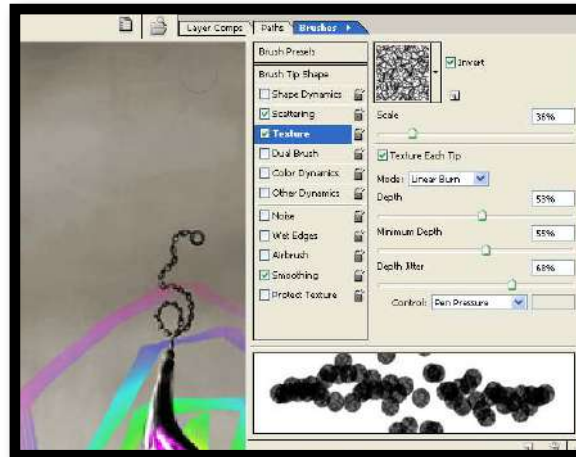 Layer Comps Paths Brushes
Brush Presets
Brush Tip Shape
Shape Dynamics
Scattering
Texture
Dual Brush
Color Dynamics
Other Dynamics
Noise
Wet Edges
Airbrush
Smoothing
Protect Texture
Invert
Scale 36%
Texture Each Tip
Mode: Linear Burn
Depth 53%
Minimum Depth 55%
Depth Jitter 68%
Control: Pen Pressure